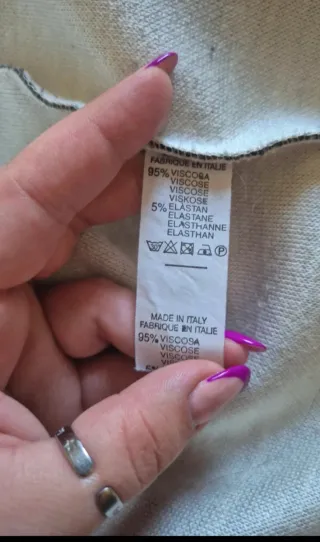 FABRIQUE EN ITALIE
95% VISCOSA
VISCOSE
VISCOSE
VISKOSE
5% ELASTAN
ELASTANE
ELASTHANNE
ELASTHAN
P
MADE IN ITALY
FABRIQUE EN ITALIE
95% VISCOSA
VISCOSE
VISCOSE